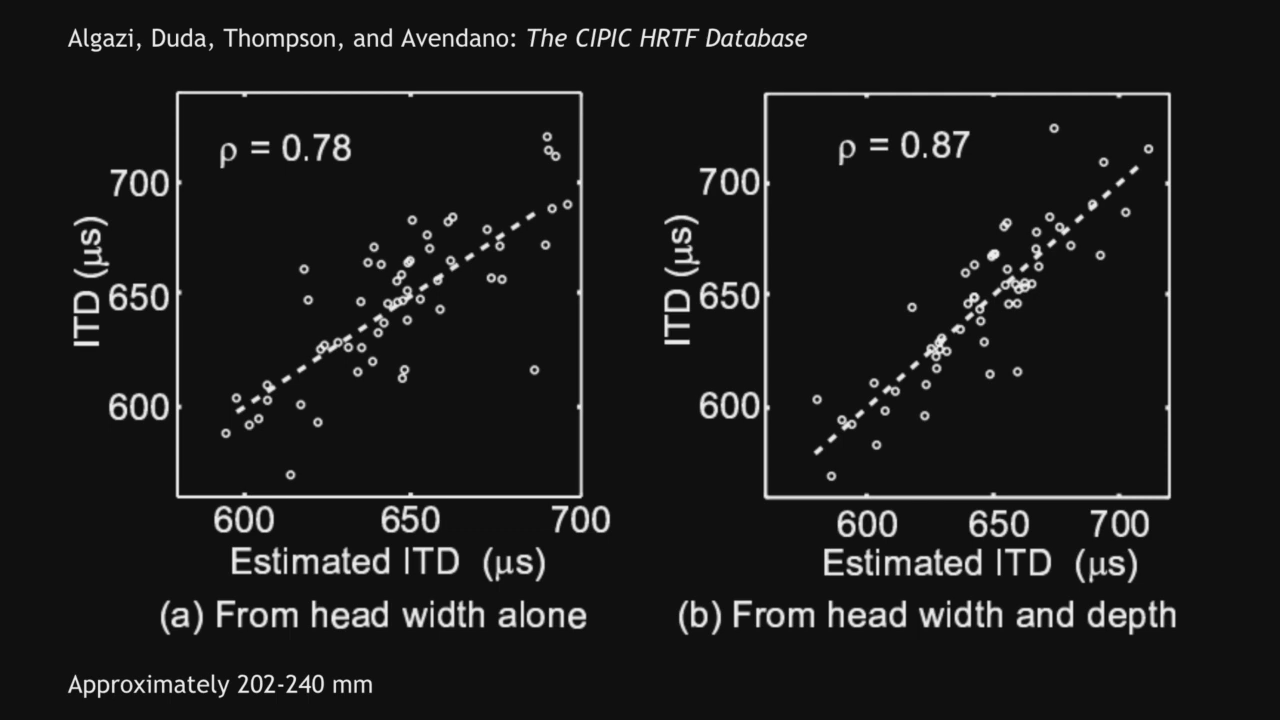 Algazi, Duda, Thompson, and Avendano: The CIPIC HRTF Database
ρ = 0.78
700
650
600
ITD (μs)
600 650 700
Estimated ITD (μs)
(a) From head width alone
ρ = 0.87
700
650
600
ITD (μs)
600 650 700
Estimated ITD (μs)
(b) From head width and depth
Approximately 202-240 mm